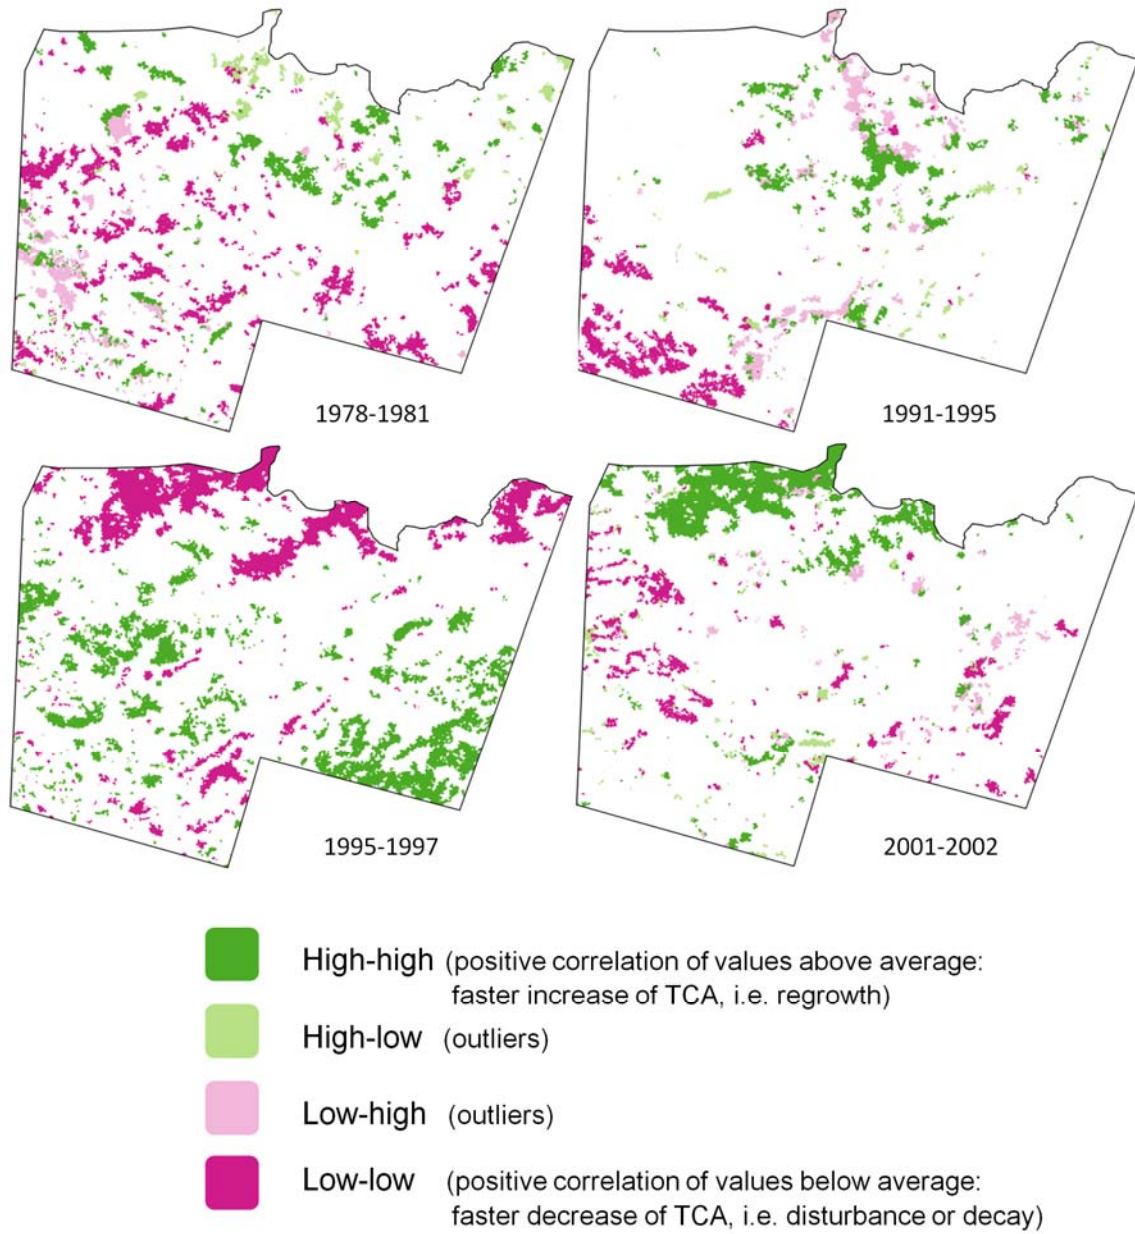 1978-1981
1991-1995
1995-1997
2001-2002
High-high (positive correlation of values above average:
faster increase of TCA, i.e. regrowth)
High-low (outliers)
Low-high (outliers)
Low-low (positive correlation of values below average:
faster decrease of TCA, i.e. disturbance or decay)